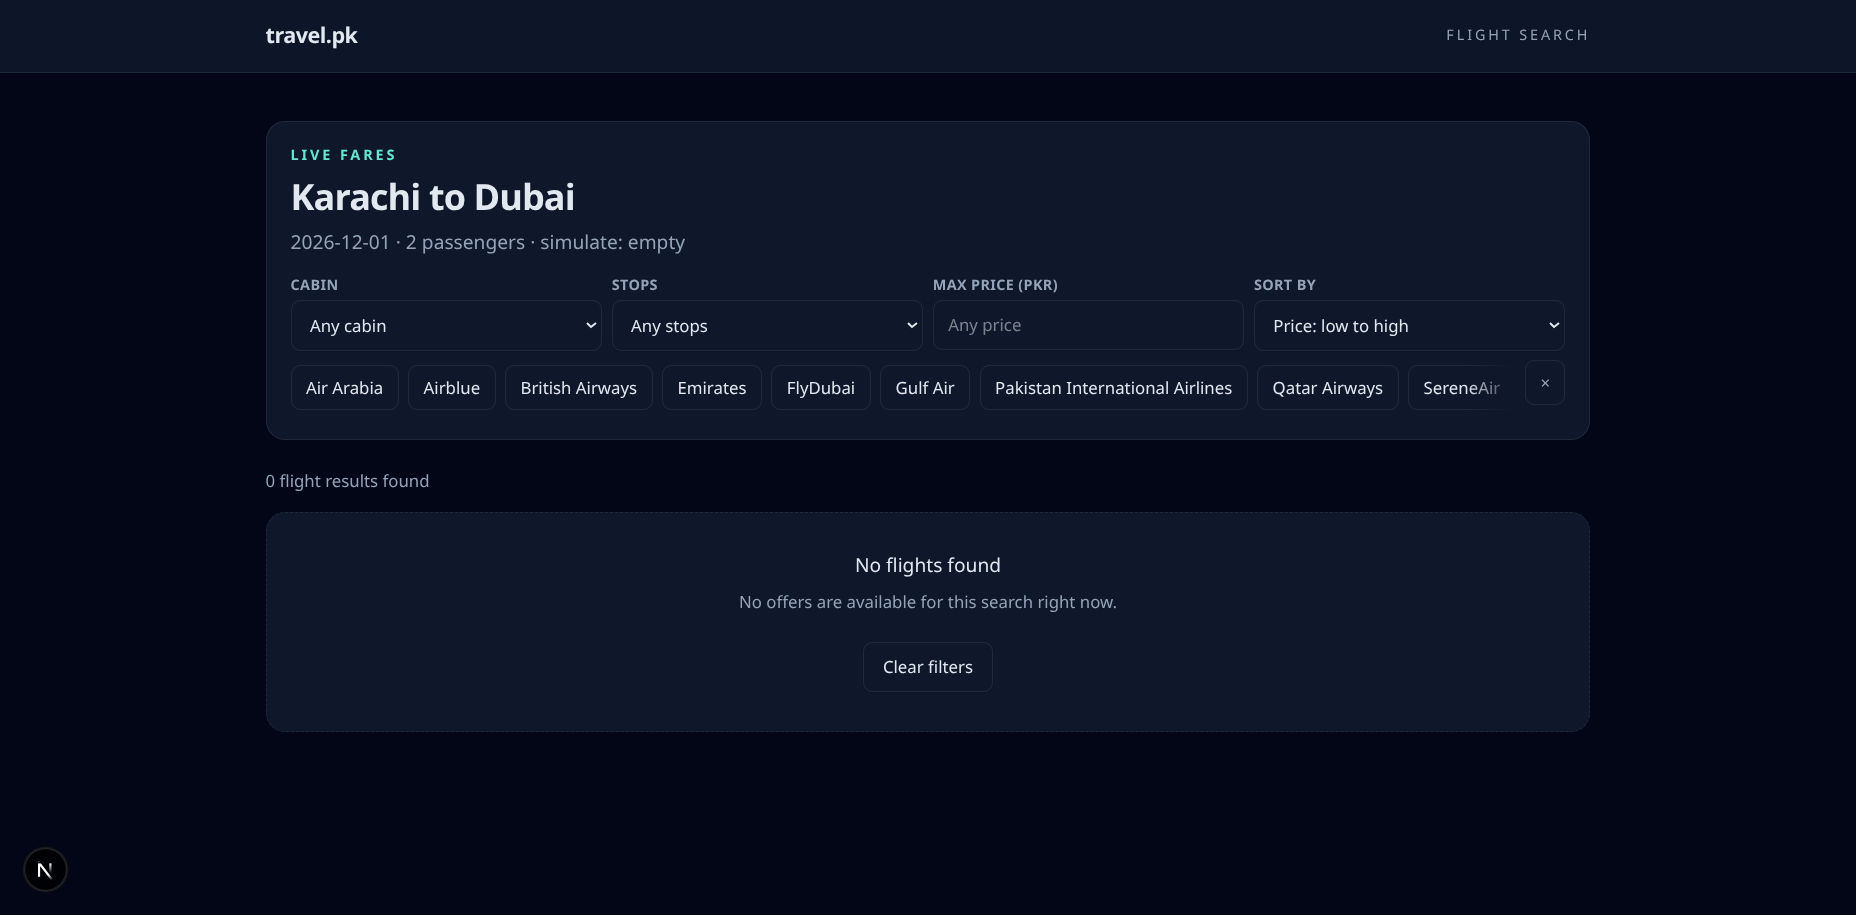 travel.pk
FLIGHT SEARCH
LIVE FARES
Karachi to Dubai
2026-12-01 · 2 passengers · simulate: empty
CABIN STOPS MAX PRICE (PKR) SORT BY
Any cabin Any stops Any price Price: low to high
Air Arabia Airblue British Airways Emirates FlyDubai Gulf Air Pakistan International Airlines Qatar Airways SereneAir ×
0 flight results found
No flights found
No offers are available for this search right now.
Clear filters
N